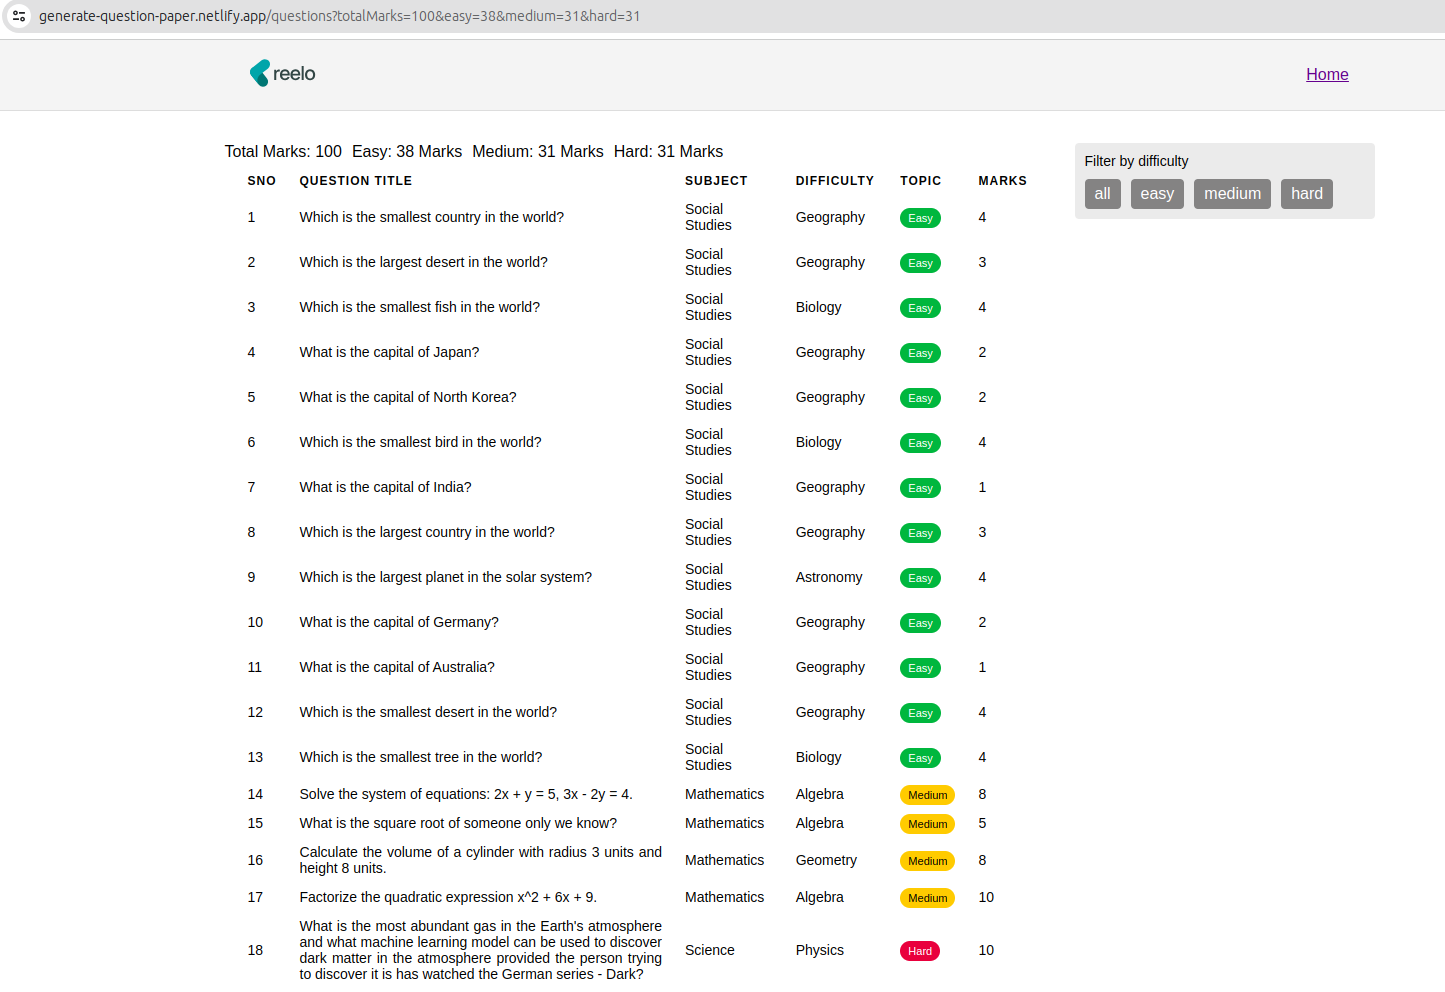 generate-question-paper.netlify.app/questions?totalMarks=100&easy=38&medium=31&hard=31
reelo
Home
Total Marks: 100 Easy: 38 Marks Medium: 31 Marks Hard: 31 Marks
Filter by difficulty
all easy medium hard
SNO QUESTION TITLE SUBJECT DIFFICULTY TOPIC MARKS
1 Which is the smallest country in the world? Social Studies Geography Easy 4
2 Which is the largest desert in the world? Social Studies Geography Easy 3
3 Which is the smallest fish in the world? Social Studies Biology Easy 4
4 What is the capital of Japan? Social Studies Geography Easy 2
5 What is the capital of North Korea? Social Studies Geography Easy 2
6 Which is the smallest bird in the world? Social Studies Biology Easy 4
7 What is the capital of India? Social Studies Geography Easy 1
8 Which is the largest country in the world? Social Studies Geography Easy 3
9 Which is the largest planet in the solar system? Social Studies Astronomy Easy 4
10 What is the capital of Germany? Social Studies Geography Easy 2
11 What is the capital of Australia? Social Studies Geography Easy 1
12 Which is the smallest desert in the world? Social Studies Geography Easy 4
13 Which is the smallest tree in the world? Social Studies Biology Easy 4
14 Solve the system of equations: 2x + y = 5, 3x - 2y = 4. Mathematics Algebra Medium 8
15 What is the square root of someone only we know? Mathematics Algebra Medium 5
16 Calculate the volume of a cylinder with radius 3 units and
height 8 units. Mathematics Geometry Medium 8
17 Factorize the quadratic expression x^2 + 6x + 9. Mathematics Algebra Medium 10
18 What is the most abundant gas in the Earth's atmosphere
and what machine learning model can be used to discover
dark matter in the atmosphere provided the person trying
to discover it is has watched the German series - Dark? Science Physics Hard 10